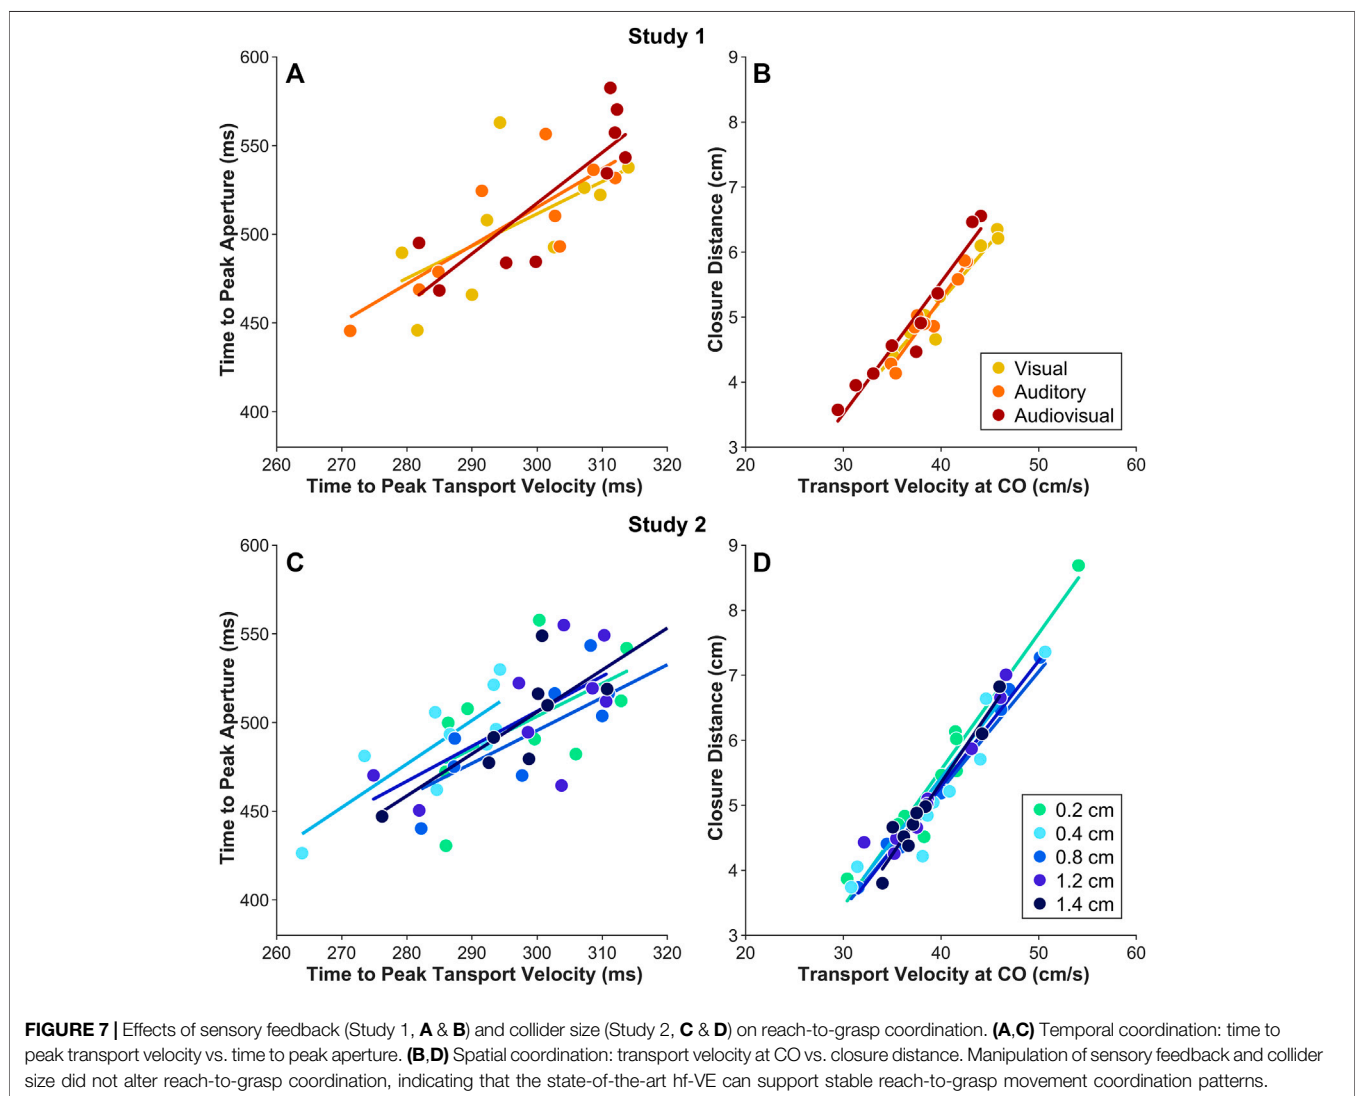 Study 1
A
600
550
500
450
400
Time to Peak Aperture (ms)
260 270 280 290 300 310 320
Time to Peak Tansport Velocity (ms)
B
9
8
7
6
5
4
3
Closure Distance (cm)
Visual
Auditory
Audiovisual
20 30 40 50 60
Transport Velocity at CO (cm/s)
Study 2
C
600
550
500
450
400
Time to Peak Aperture (ms)
260 270 280 290 300 310 320
Time to Peak Tansport Velocity (ms)
D
9
8
7
6
5
4
3
Closure Distance (cm)
0.2 cm
0.4 cm
0.8 cm
1.2 cm
1.4 cm
20 30 40 50 60
Transport Velocity at CO (cm/s)
FIGURE 7 | Effects of sensory feedback (Study 1, A & B) and collider size (Study 2, C & D) on reach-to-grasp coordination. (A,C) Temporal coordination: time to
peak transport velocity vs. time to peak aperture. (B,D) Spatial coordination: transport velocity at CO vs. closure distance. Manipulation of sensory feedback and collider
size did not alter reach-to-grasp coordination, indicating that the state-of-the-art hf-VE can support stable reach-to-grasp movement coordination patterns.